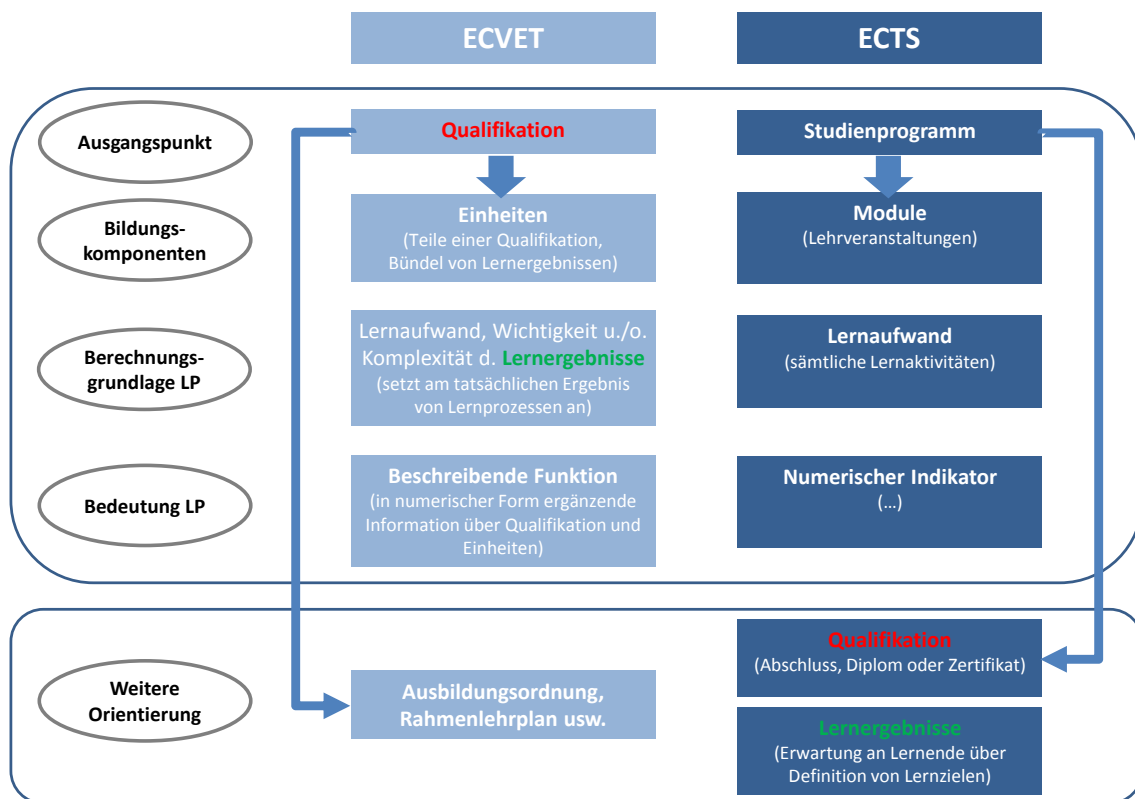 ECVET
ECTS
Ausgangspunkt
Qualifikation
Studienprogramm
Bildungs-
komponenten
Einheiten
(Teile einer Qualifikation,
Bündel von Lernergebnissen)
Module
(Lehrveranstaltungen)
Berechnungs-
grundlage LP
Lernaufwand, Wichtigkeit u./o.
Komplexität d. Lernergebnisse
(setzt am tatsächlichen Ergebnis
von Lernprozessen an)
Lernaufwand
(sämtliche Lernaktivitäten)
Bedeutung LP
Beschreibende Funktion
(in numerischer Form ergänzende
Information über Qualifikation und
Einheiten)
Numerischer Indikator
(...)
Weitere
Orientierung
Ausbildungsordnung,
Rahmenlehrplan usw.
Qualifikation
(Abschluss, Diplom oder Zertifikat)
Lernergebnisse
(Erwartung an Lernende über
Definition von Lernzielen)